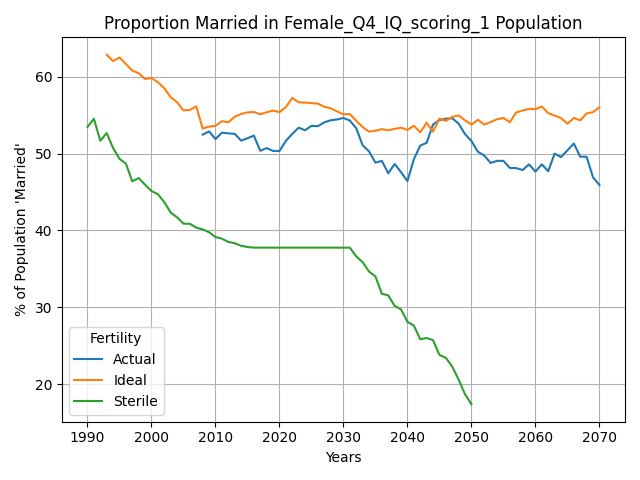 Proportion Married in Female_Q4_IQ_scoring_1 Population
% of Population 'Married'
60
50
40
30
20
Fertility
Actual
Ideal
Sterile
1990 2000 2010 2020 2030 2040 2050 2060 2070
Years